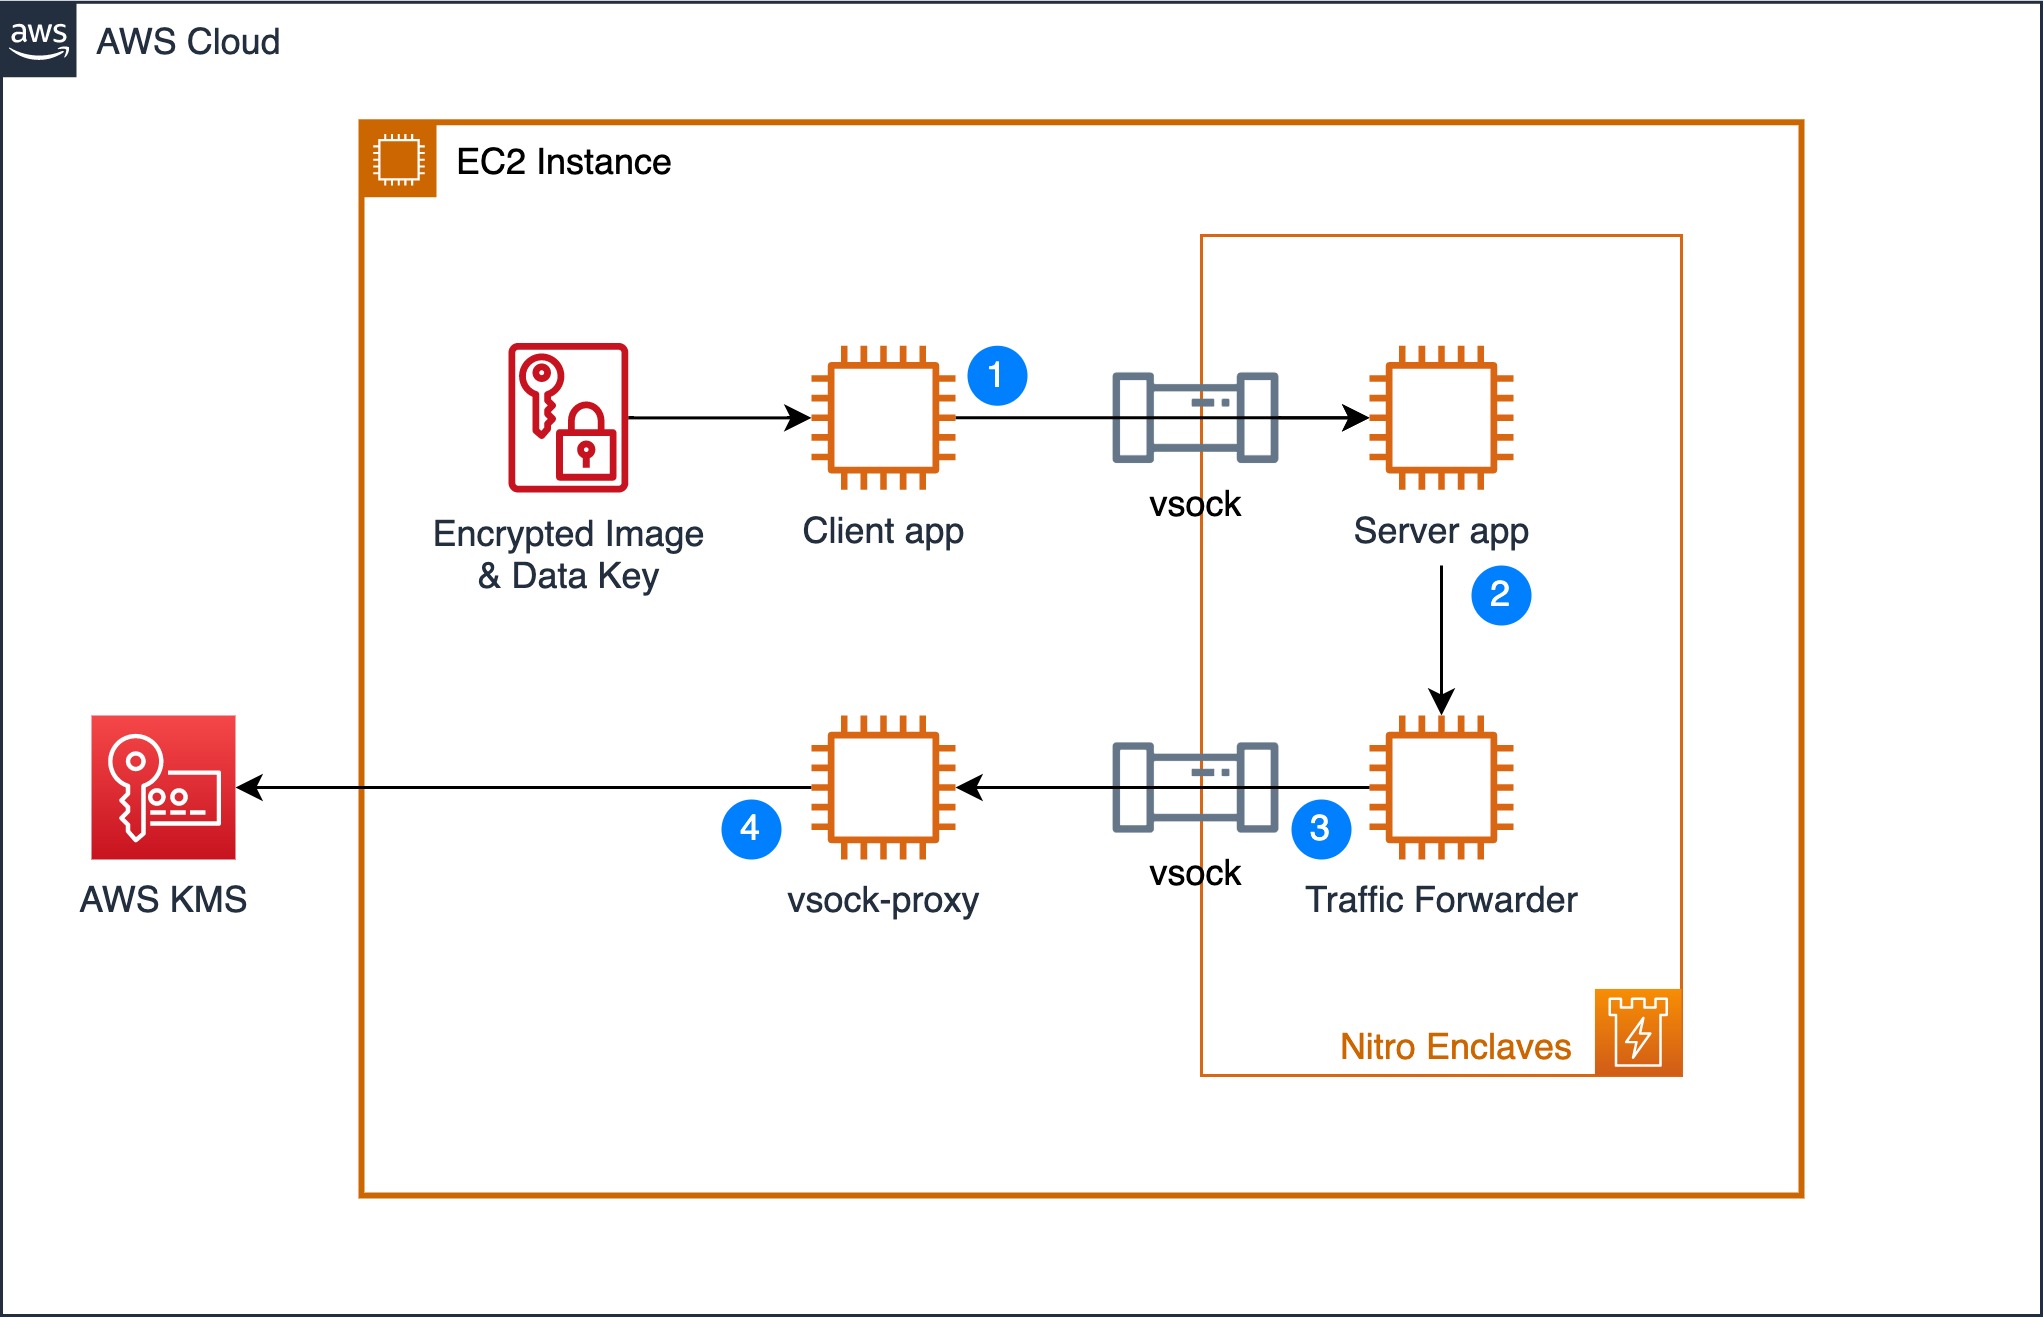 aws
AWS Cloud
EC2 Instance
1
vsock
Encrypted Image
& Data Key
Client app
Server app
2
4
3
vsock
AWS KMS
vsock-proxy
Traffic Forwarder
Nitro Enclaves